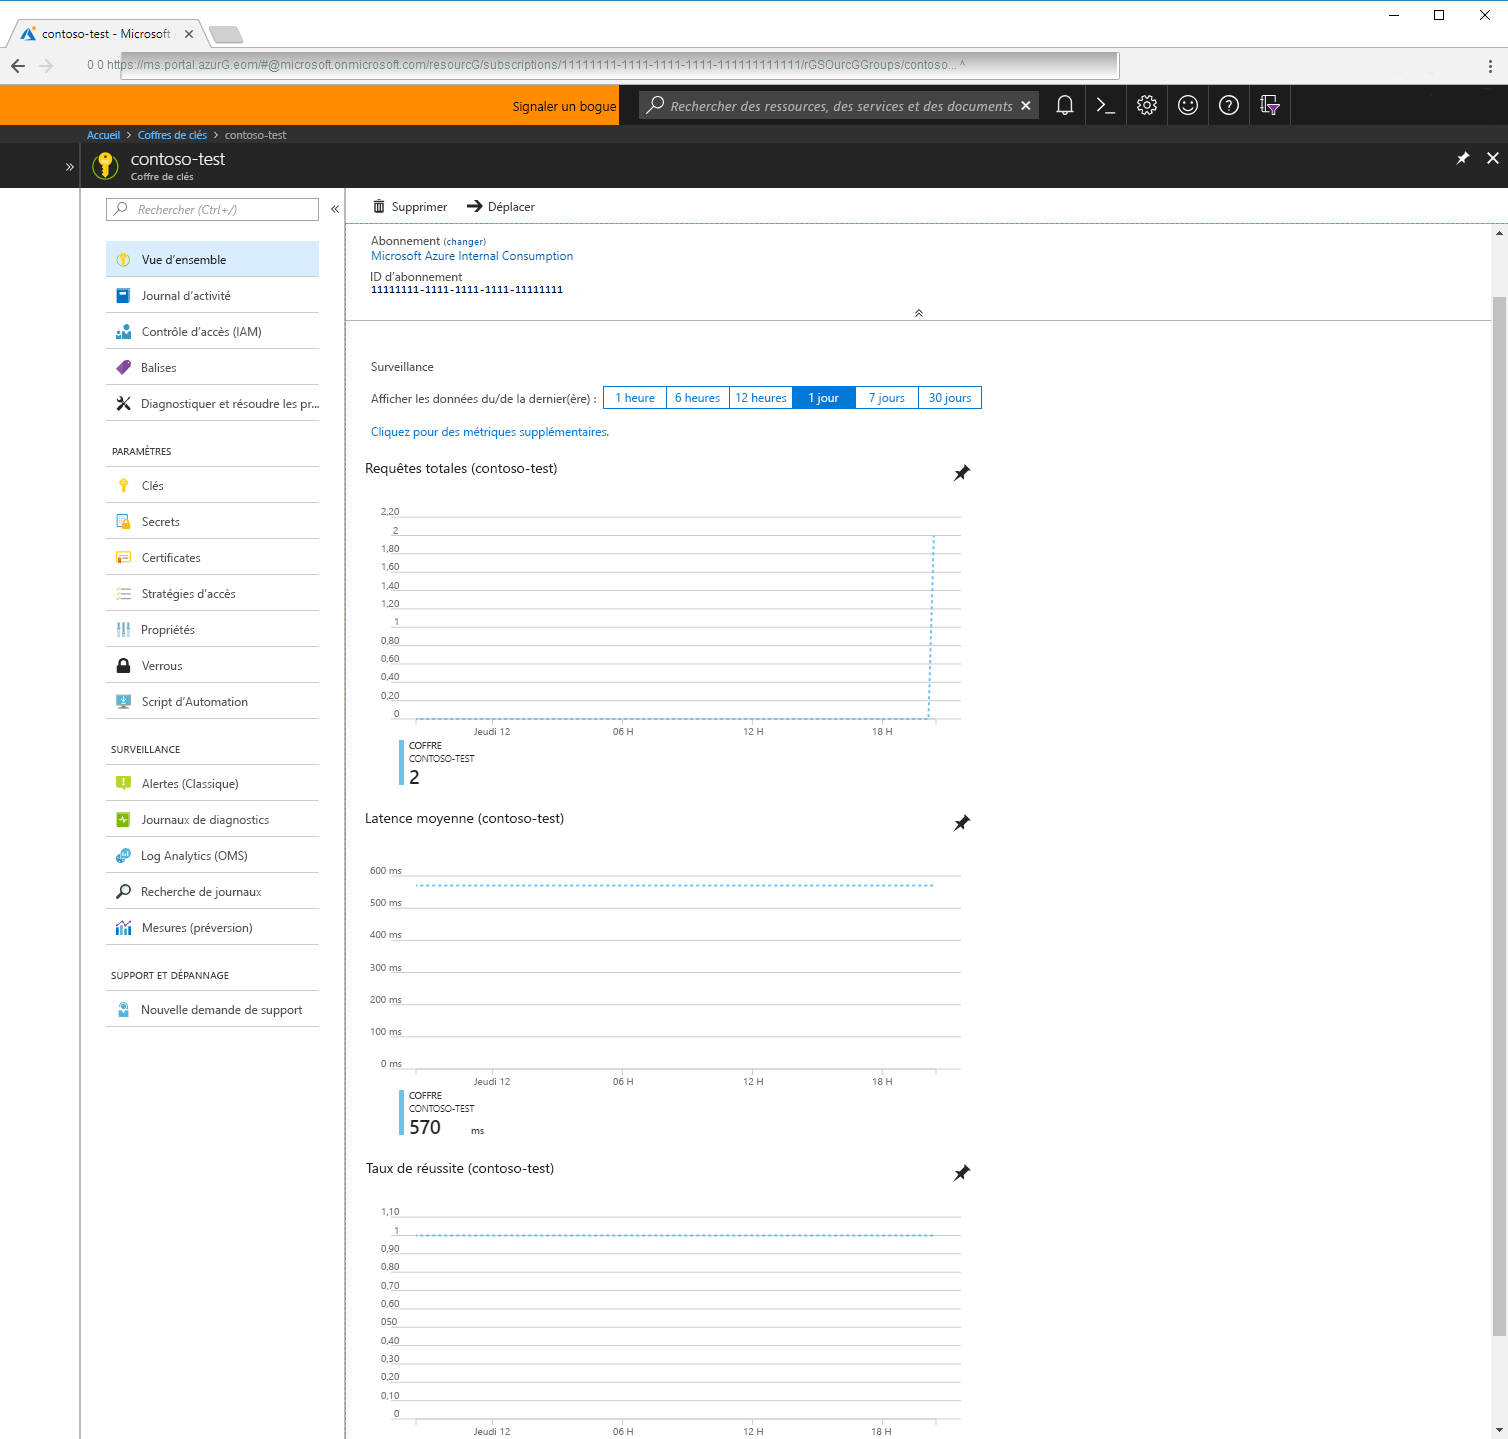 contoso-test - Microsoft
0 0 https://ms.portal.azurG.eom/#@microsoft.onmicrosoft.com/resourcG/subscriptions/11111111-1111-1111-1111-111111111111/rGSOurcGGroups/contoso... ^
Signaler un bogue
Rechercher des ressources, des services et des documents
Accueil > Coffres de clés > contoso-test
contoso-test
Coffre de clés
Rechercher (Ctrl+/)
Vue d'ensemble
Journal d'activité
Contrôle d'accès (IAM)
Balises
Diagnostiquer et résoudre les pr...
PARAMÈTRES
Clés
Secrets
Certificates
Stratégies d'accès
Propriétés
Verrous
Script d'Automation
SURVEILLANCE
Alertes (Classique)
Journaux de diagnostics
Log Analytics (OMS)
Recherche de journaux
Mesures (préversion)
SUPPORT ET DÉPANNAGE
Nouvelle demande de support
Supprimer Déplacer
Abonnement (changer)
Microsoft Azure Internal Consumption
ID d'abonnement
11111111-1111-1111-1111-11111111
Surveillance
Afficher les données du/de la dernier(ère) : 1 heure 6 heures 12 heures 1 jour 7 jours 30 jours
Cliquez pour des métriques supplémentaires.
Requêtes totales (contoso-test)
2,20
2
1,80
1,60
1,40
1,20
1
0,80
0,60
0,40
0,20
0
Jeudi 12 06 H 12 H 18 H
COFFRE
CONTOSO-TEST
2
Latence moyenne (contoso-test)
600 ms
500 ms
400 ms
300 ms
200 ms
100 ms
0 ms
Jeudi 12 06 H 12 H 18 H
COFFRE
CONTOSO-TEST
570 ms
Taux de réussite (contoso-test)
1,10
1
0,90
0,80
0,70
0,60
050
0,40
0,30
0,20
0,10
0
Jeudi 12 06 H 12 H 18 H